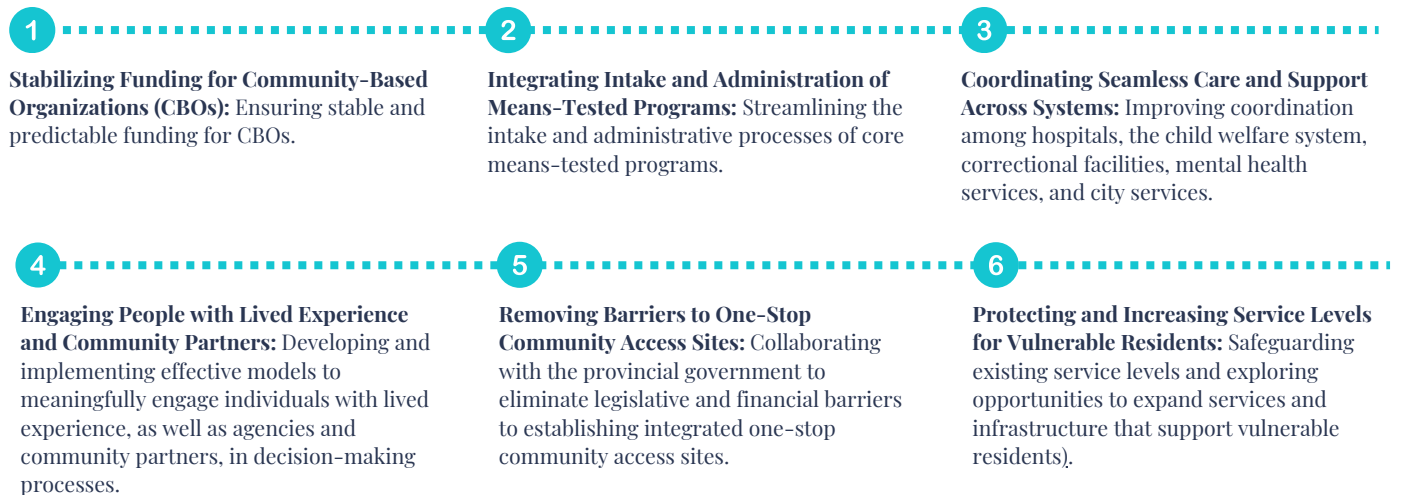 1
Stabilizing Funding for Community-Based
Organizations (CBOs): Ensuring stable and
predictable funding for CBOs.
2
Integrating Intake and Administration of
Means-Tested Programs: Streamlining the
intake and administrative processes of core
means-tested programs.
3
Coordinating Seamless Care and Support
Across Systems: Improving coordination
among hospitals, the child welfare system,
correctional facilities, mental health
services, and city services.
4
Engaging People with Lived Experience
and Community Partners: Developing and
implementing effective models to
meaningfully engage individuals with lived
experience, as well as agencies and
community partners, in decision-making
processes.
5
Removing Barriers to One-Stop
Community Access Sites: Collaborating
with the provincial government to
eliminate legislative and financial barriers
to establishing integrated one-stop
community access sites.
6
Protecting and Increasing Service Levels
for Vulnerable Residents: Safeguarding
existing service levels and exploring
opportunities to expand services and
infrastructure that support vulnerable
residents).